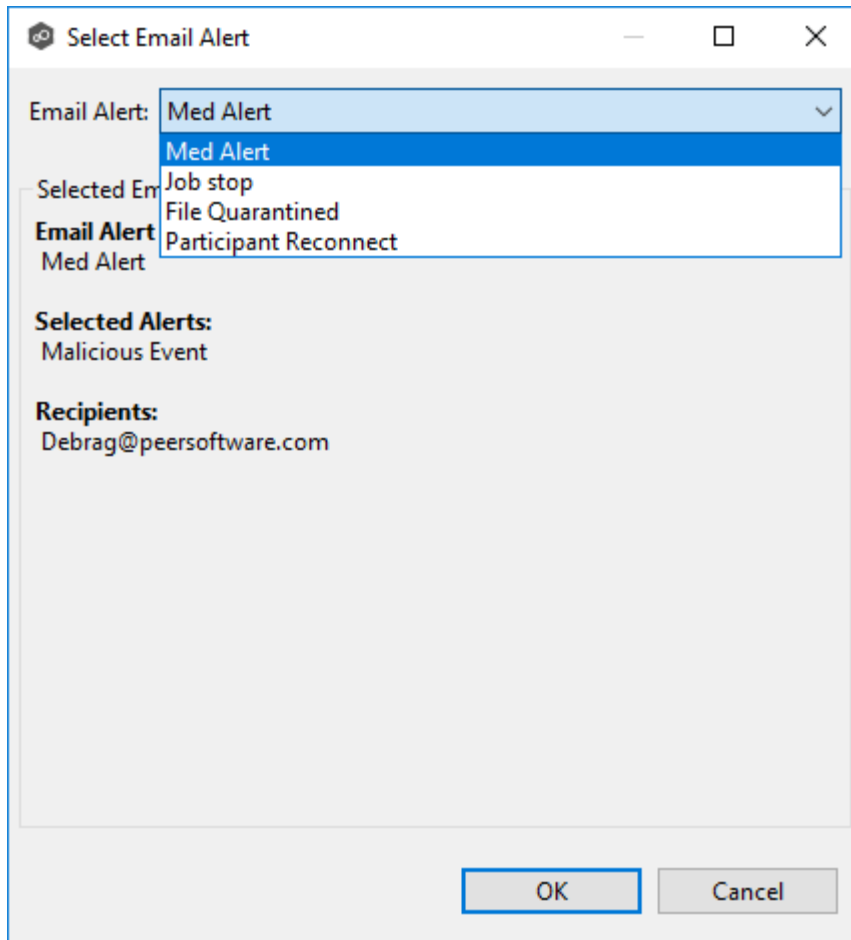 Select Email Alert
Email Alert: Med Alert
Med Alert
Job stop
File Quarantined
Participant Reconnect
Selected Em
Email Alert
Med Alert
Selected Alerts:
Malicious Event
Recipients:
Debrag@peersoftware.com
OK Cancel